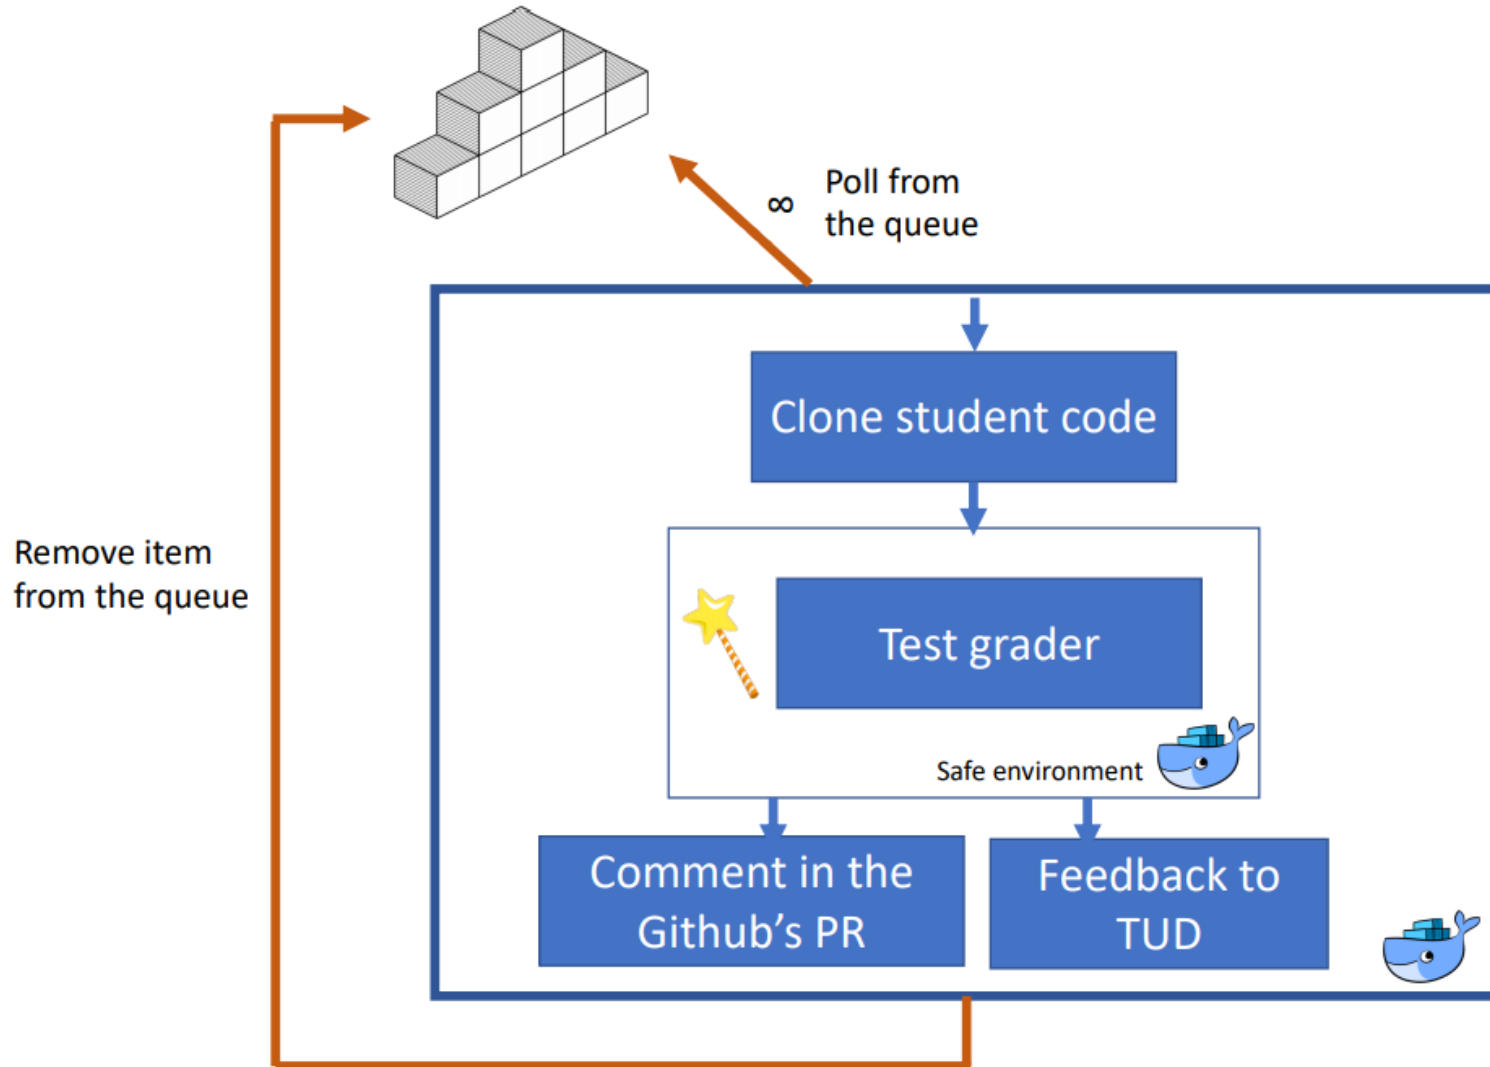 ∞
Poll from
the queue
Clone student code
Remove item
from the queue
Test grader
Safe environment
Comment in the
Github’s PR
Feedback to
TUD